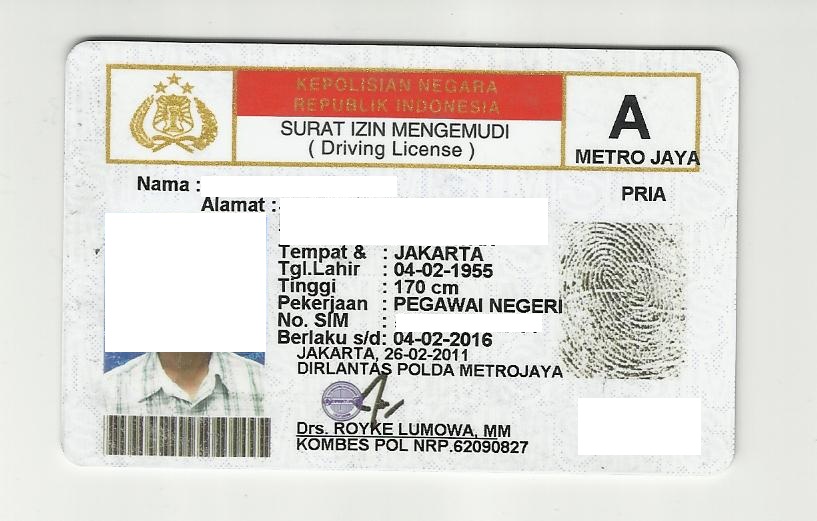 KEPOLISIAN NEGARA
REPUBLIK INDONESIA
SURAT IZIN MENGEMUDI
( Driving License )
A
METRO JAYA
Nama :
PRIA
Alamat :
Tempat & : JAKARTA
Tgl.Lahir : 04-02-1955
Tinggi : 170 cm
Pekerjaan : PEGAWAI NEGERI
No. SIM :
Berlaku s/d: 04-02-2016
JAKARTA, 26-02-2011
DIRLANTAS POLDA METROJAYA
Drs. ROYKE LUMOWA, MM
KOMBES POL NRP.62090827